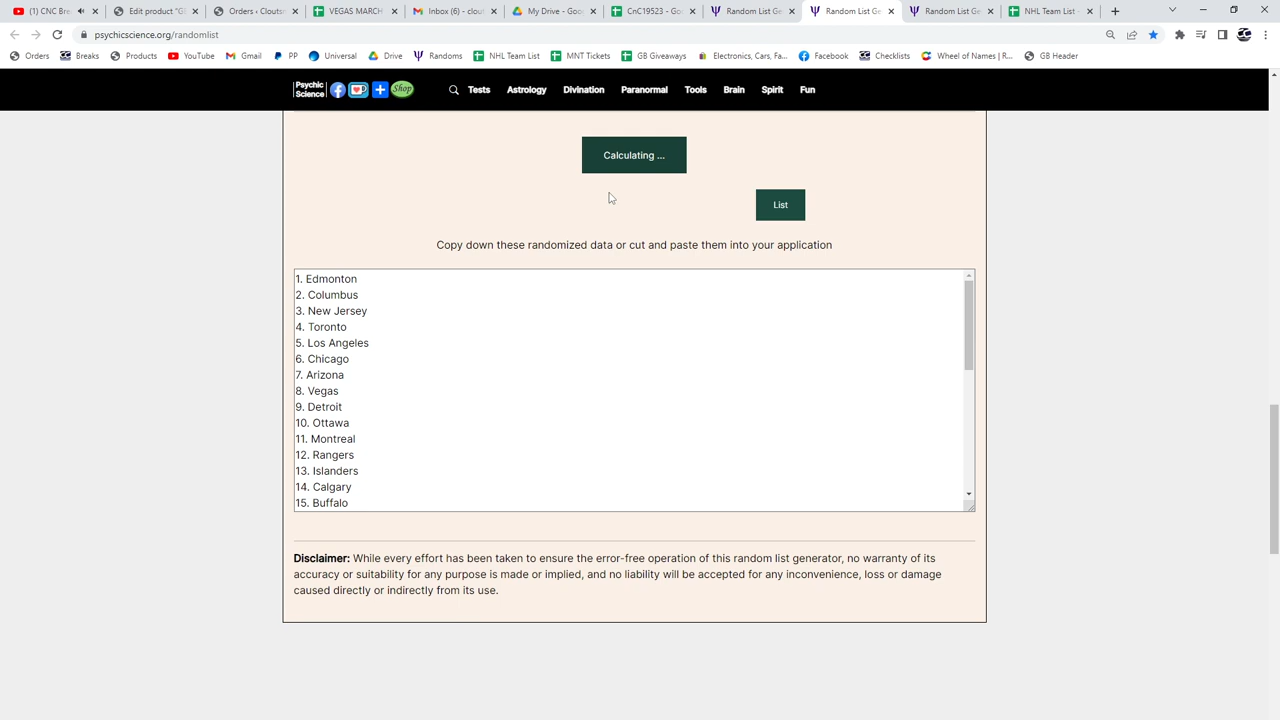 (1) CNC Bre
Edit product "Gl
Orders ‹ Clouts
VEGAS MARCH
Inbox (6) - clou
My Drive - Goo
CnC19523 - Goo
Random List Ge
Random List Ge
Random List Ge
NHL Team List -
psychicscience.org/randomlist
Orders Breaks Products YouTube Gmail PP Universal Drive Randoms NHL Team List MNT Tickets GB Giveaways Electronics, Cars, Fa... Facebook Checklists Wheel of Names | R... GB Header
Psychic
Science
Shop
Tests Astrology Divination Paranormal Tools Brain Spirit Fun
Calculating ...
List
Copy down these randomized data or cut and paste them into your application
1. Edmonton
2. Columbus
3. New Jersey
4. Toronto
5. Los Angeles
6. Chicago
7. Arizona
8. Vegas
9. Detroit
10. Ottawa
11. Montreal
12. Rangers
13. Islanders
14. Calgary
15. Buffalo
Disclaimer: While every effort has been taken to ensure the error-free operation of this random list generator, no warranty of its
accuracy or suitability for any purpose is made or implied, and no liability will be accepted for any inconvenience, loss or damage
caused directly or indirectly from its use.